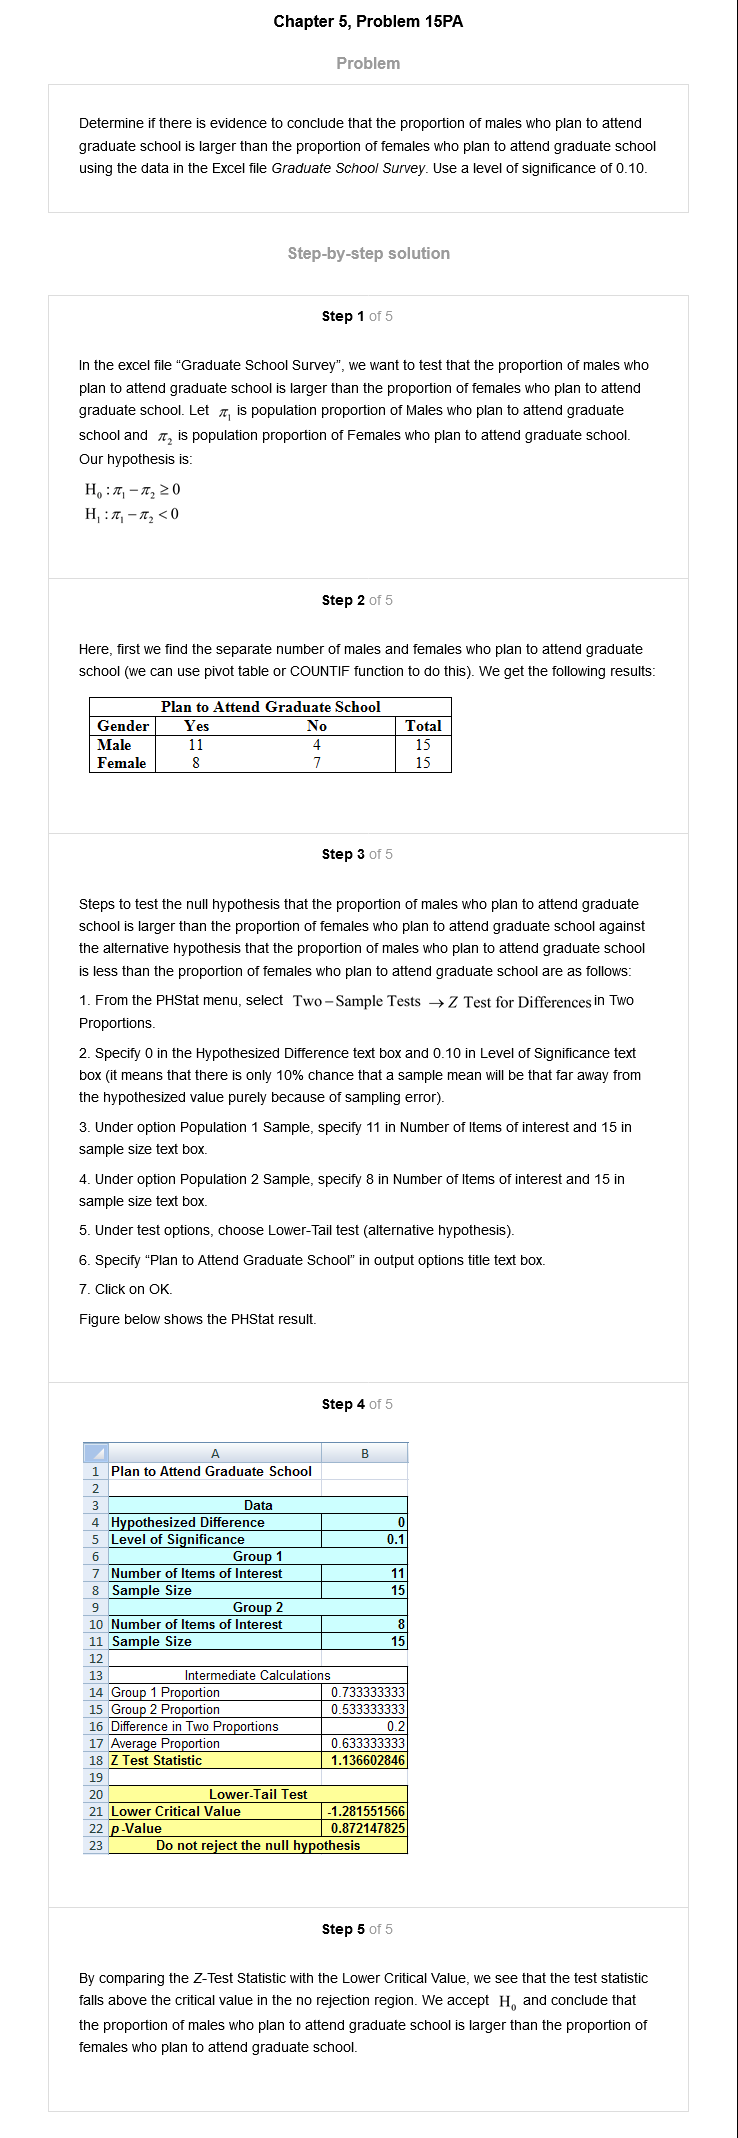 Chapter 5, Problem 15PA
Problem
Determine if there is evidence to conclude that the proportion of males who plan to attend
graduate school is larger than the proportion of females who plan to attend graduate school
using the data in the Excel file Graduate School Survey. Use a level of significance of 0.10.
Step-by-step solution
Step 1 of 5
In the excel file “Graduate School Survey”, we want to test that the proportion of males who
plan to attend graduate school is larger than the proportion of females who plan to attend
graduate school. Let π₁ is population proportion of Males who plan to attend graduate
school and π₂ is population proportion of Females who plan to attend graduate school.
Our hypothesis is:
H₀ : π₁ − π₂ ≥ 0
H₁ : π₁ − π₂ < 0
Step 2 of 5
Here, first we find the separate number of males and females who plan to attend graduate
school (we can use pivot table or COUNTIF function to do this). We get the following results:
Plan to Attend Graduate School
Gender Yes No Total
Male 11 4 15
Female 8 7 15
Step 3 of 5
Steps to test the null hypothesis that the proportion of males who plan to attend graduate
school is larger than the proportion of females who plan to attend graduate school against
the alternative hypothesis that the proportion of males who plan to attend graduate school
is less than the proportion of females who plan to attend graduate school are as follows:
1. From the PHStat menu, select Two−Sample Tests → Z Test for Differences in Two
Proportions.
2. Specify 0 in the Hypothesized Difference text box and 0.10 in Level of Significance text
box (it means that there is only 10% chance that a sample mean will be that far away from
the hypothesized value purely because of sampling error).
3. Under option Population 1 Sample, specify 11 in Number of Items of interest and 15 in
sample size text box.
4. Under option Population 2 Sample, specify 8 in Number of Items of interest and 15 in
sample size text box.
5. Under test options, choose Lower-Tail test (alternative hypothesis).
6. Specify “Plan to Attend Graduate School” in output options title text box.
7. Click on OK.
Figure below shows the PHStat result.
Step 4 of 5
A B
1 Plan to Attend Graduate School
2
3 Data
4 Hypothesized Difference 0
5 Level of Significance 0.1
6 Group 1
7 Number of Items of Interest 11
8 Sample Size 15
9 Group 2
10 Number of Items of Interest 8
11 Sample Size 15
12
13 Intermediate Calculations
14 Group 1 Proportion 0.733333333
15 Group 2 Proportion 0.533333333
16 Difference in Two Proportions 0.2
17 Average Proportion 0.633333333
18 Z Test Statistic 1.136602846
19
20 Lower-Tail Test
21 Lower Critical Value -1.281551566
22 p-Value 0.872147825
23 Do not reject the null hypothesis
Step 5 of 5
By comparing the Z-Test Statistic with the Lower Critical Value, we see that the test statistic
falls above the critical value in the no rejection region. We accept H₀ and conclude that
the proportion of males who plan to attend graduate school is larger than the proportion of
females who plan to attend graduate school.